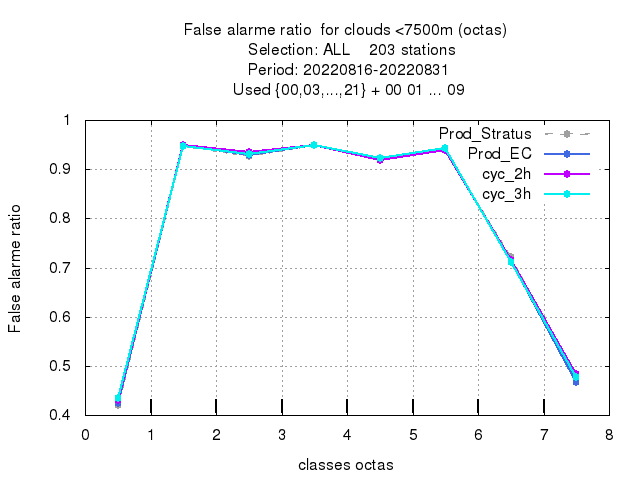 False alarme ratio  for clouds <7500m (octas)
Selection: ALL    203 stations
Period: 20220816-20220831
Used {00,03,...,21} + 00 01 ... 09
Prod_Stratus
Prod_EC
cyc_2h
cyc_3h
False alarme ratio
1
0.9
0.8
0.7
0.6
0.5
0.4
0 1 2 3 4 5 6 7 8
classes octas